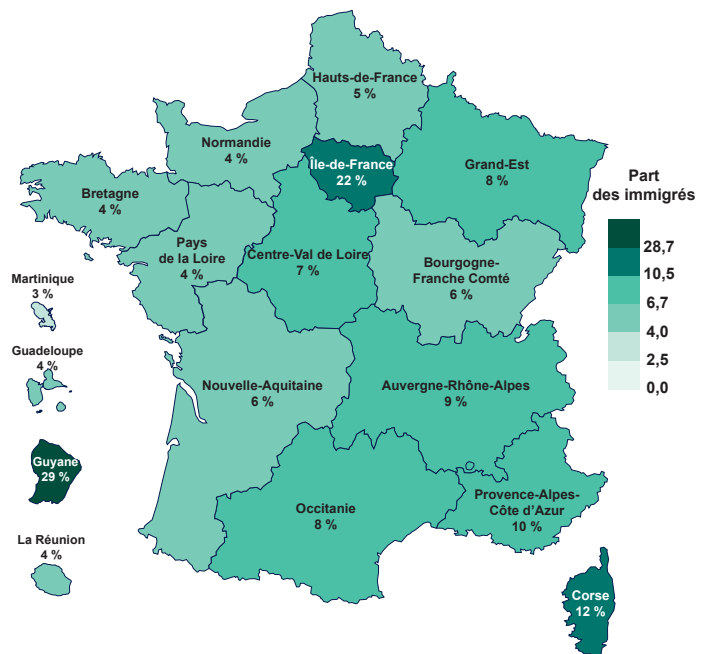 Hauts-de-France
5 %
Normandie
4 %
Île-de-France
22 %
Grand-Est
8 %
Bretagne
4 %
Pays
de la Loire
4 %
Centre-Val de Loire
7 %
Bourgogne-
Franche Comté
6 %
Martinique
3 %
Guadeloupe
4 %
Nouvelle-Aquitaine
6 %
Auvergne-Rhône-Alpes
9 %
Guyane
29 %
Occitanie
8 %
Provence-Alpes-
Côte d'Azur
10 %
La Réunion
4 %
Corse
12 %
Part
des immigrés
28,7
10,5
6,7
4,0
2,5
0,0